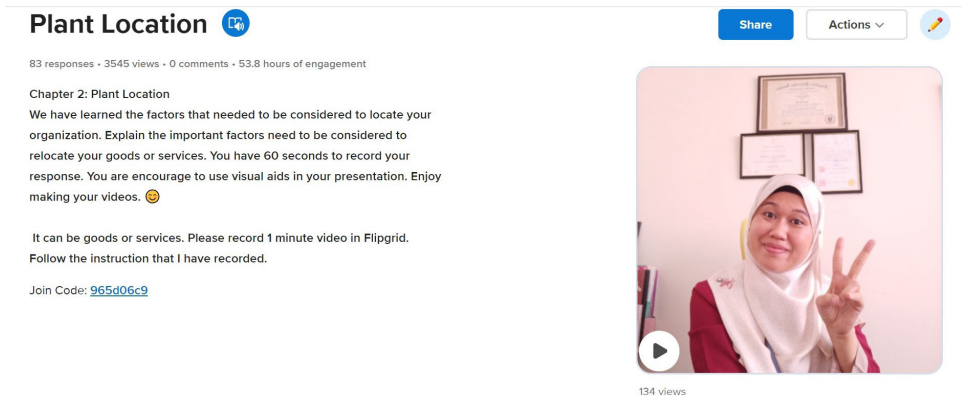 Plant Location
Share
Actions
83 responses • 3545 views • 0 comments • 53.8 hours of engagement
Chapter 2: Plant Location
We have learned the factors that needed to be considered to locate your
organization. Explain the important factors need to be considered to
relocate your goods or services. You have 60 seconds to record your
response. You are encourage to use visual aids in your presentation. Enjoy
making your videos. 😊
It can be goods or services. Please record 1 minute video in Flipgrid.
Follow the instruction that I have recorded.
Join Code: 965d06c9
134 views